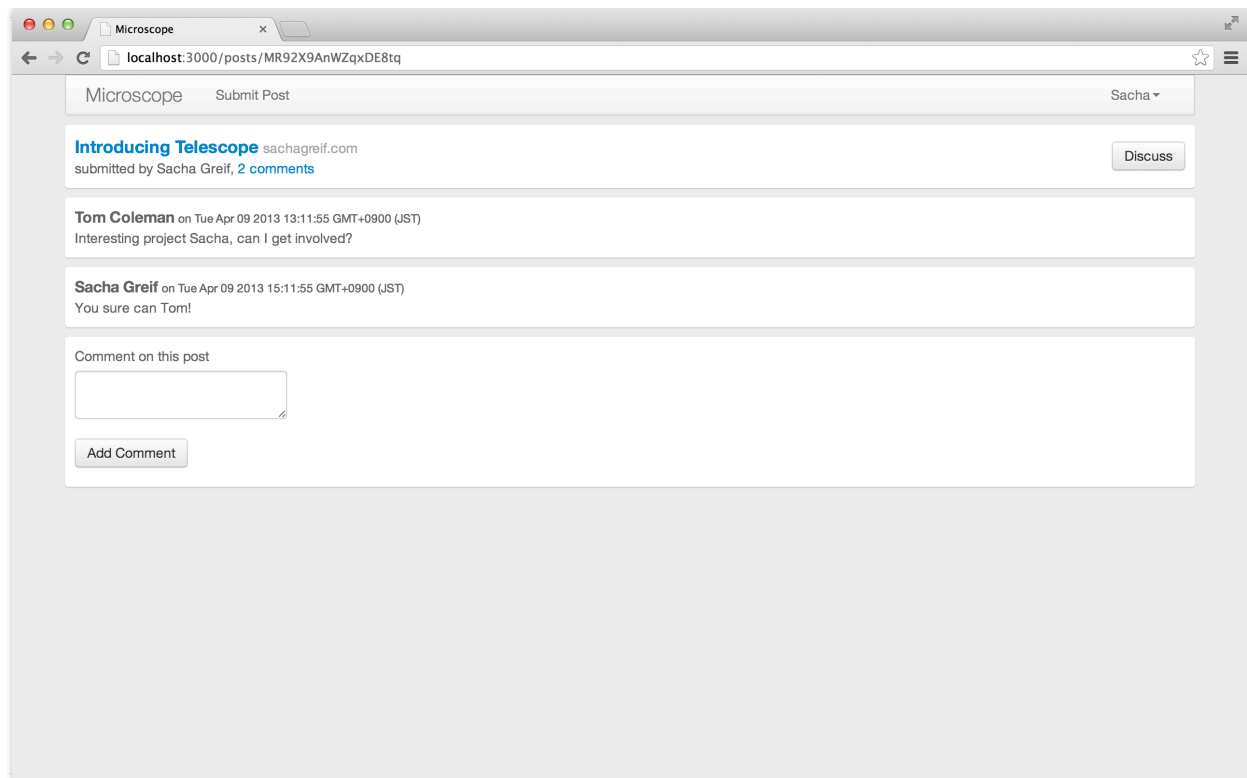 Microscope
localhost:3000/posts/MR92X9AnWZqxDE8tq
Microscope Submit Post Sacha
Introducing Telescope sachagreif.com
submitted by Sacha Greif, 2 comments
Discuss
Tom Coleman on Tue Apr 09 2013 13:11:55 GMT+0900 (JST)
Interesting project Sacha, can I get involved?
Sacha Greif on Tue Apr 09 2013 15:11:55 GMT+0900 (JST)
You sure can Tom!
Comment on this post
Add Comment